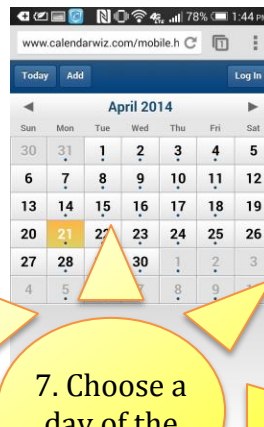 78% 1:44 PM
www.calendarwiz.com/mobile.h
Today Add Log In
April 2014
Sun Mon Tue Wed Thu Fri Sat
30 31 1 2 3 4 5
6 7 8 9 10 11 12
13 14 15 16 17 18 19
20 21 22 23 24 25 26
27 28 30 1 2 3
4 5 7 8 9
7. Choose a
day of the